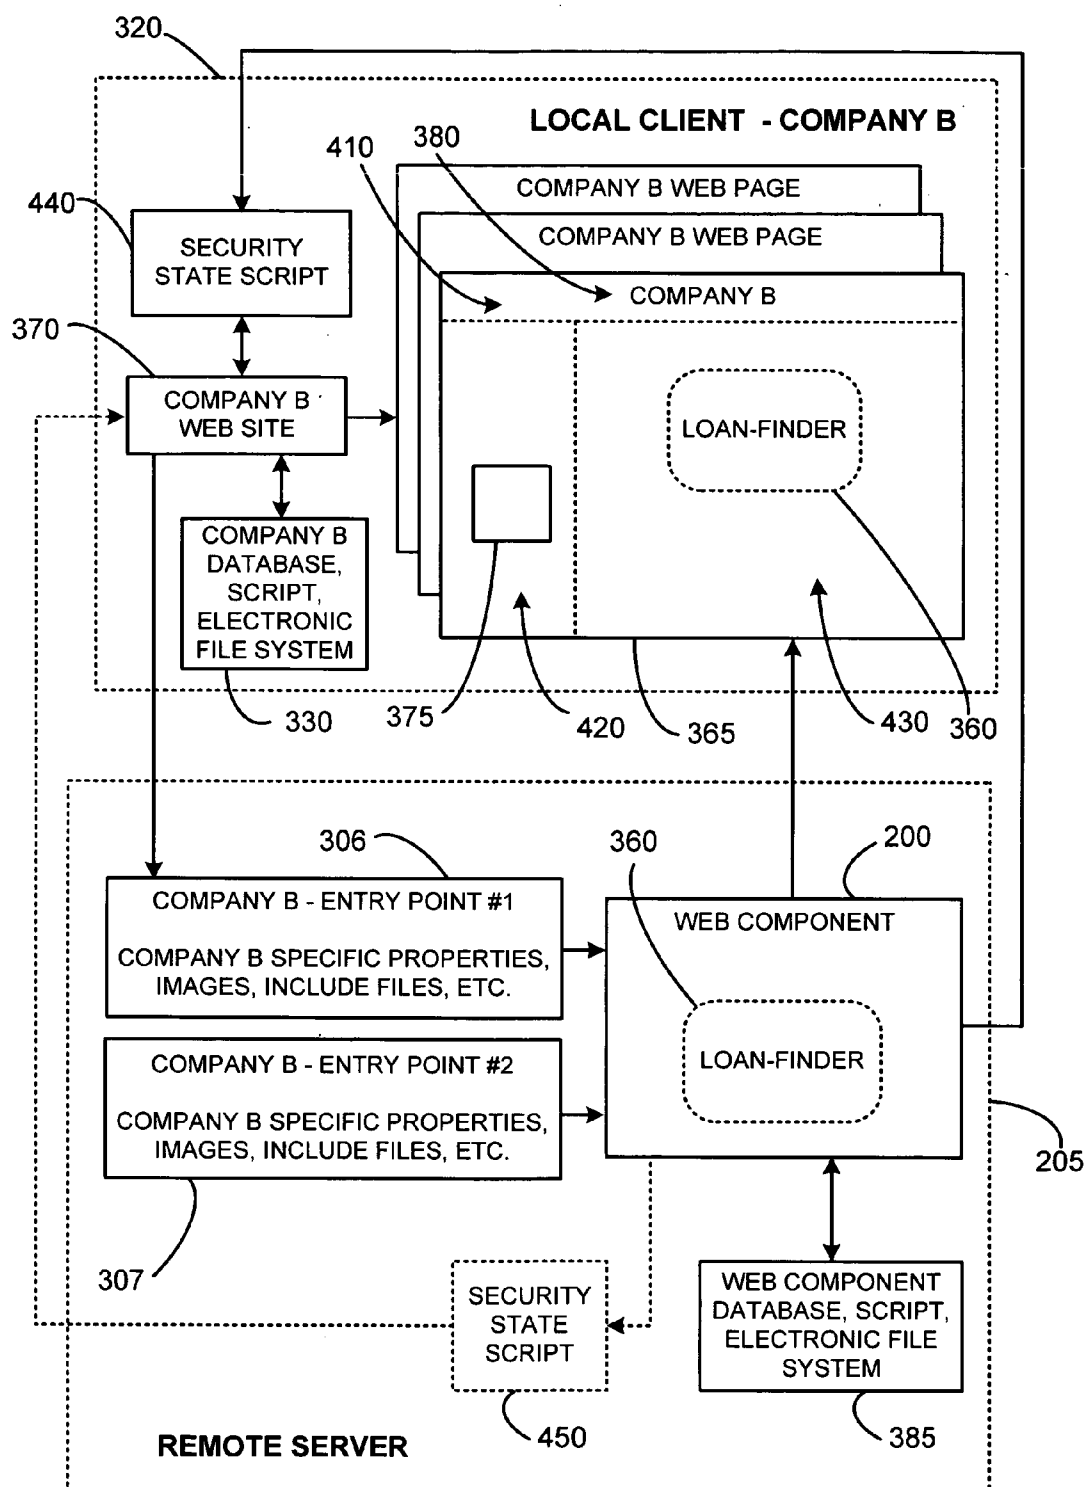 320
LOCAL CLIENT - COMPANY B
380
410
COMPANY B WEB PAGE
440
COMPANY B WEB PAGE
SECURITY
STATE SCRIPT
COMPANY B
370
COMPANY B
WEB SITE
LOAN-FINDER
COMPANY B
DATABASE,
SCRIPT,
ELECTRONIC
FILE SYSTEM
330
375
420
365
430
360
306
360
200
COMPANY B - ENTRY POINT #1
COMPANY B SPECIFIC PROPERTIES,
IMAGES, INCLUDE FILES, ETC.
WEB COMPONENT
LOAN-FINDER
COMPANY B - ENTRY POINT #2
COMPANY B SPECIFIC PROPERTIES,
IMAGES, INCLUDE FILES, ETC.
205
307
SECURITY
STATE
SCRIPT
WEB COMPONENT
DATABASE, SCRIPT,
ELECTRONIC FILE
SYSTEM
450
385
REMOTE SERVER